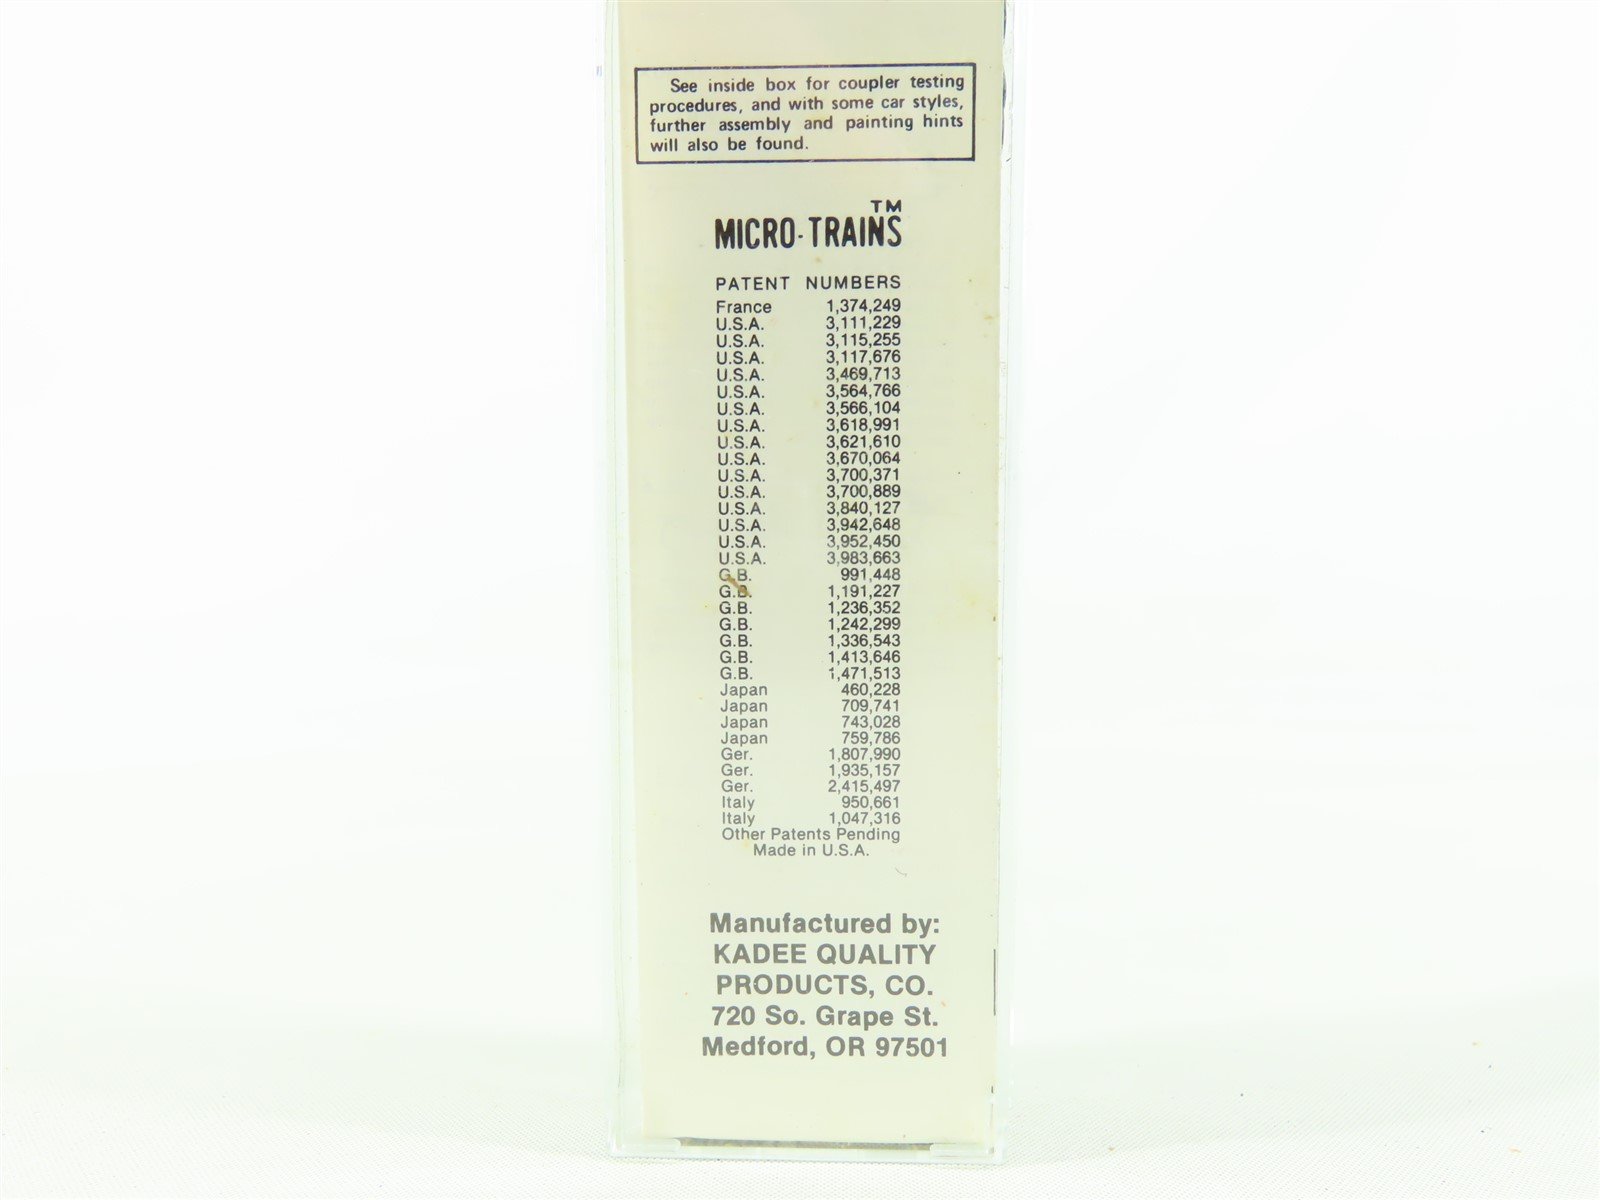 See inside box for coupler testing
procedures, and with some car styles,
further assembly and painting hints
will also be found.
MICRO-TRAINS™
PATENT NUMBERS
France 1,374,249
U.S.A. 3,111,229
U.S.A. 3,115,255
U.S.A. 3,117,676
U.S.A. 3,469,713
U.S.A. 3,564,766
U.S.A. 3,566,104
U.S.A. 3,618,991
U.S.A. 3,621,610
U.S.A. 3,670,064
U.S.A. 3,700,371
U.S.A. 3,700,889
U.S.A. 3,840,127
U.S.A. 3,942,648
U.S.A. 3,952,450
U.S.A. 3,983,663
G.B. 991,448
G.B. 1,191,227
G.B. 1,236,352
G.B. 1,242,299
G.B. 1,336,543
G.B. 1,413,646
G.B. 1,471,513
Japan 460,228
Japan 709,741
Japan 743,028
Japan 759,786
Ger. 1,807,990
Ger. 1,935,157
Ger. 2,415,497
Italy 950,661
Italy 1,047,316
Other Patents Pending
Made in U.S.A.
Manufactured by:
KADEE QUALITY
PRODUCTS, CO.
720 So. Grape St.
Medford, OR 97501